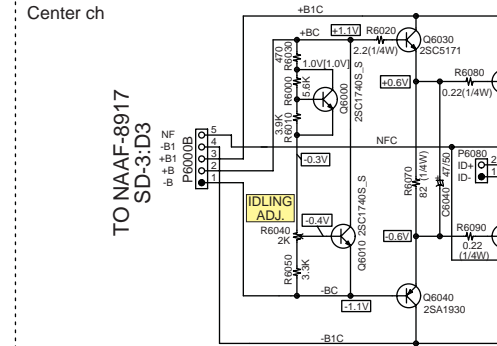 Center ch
+B1C
+BC
+1.1V
R6020
2.2(1/4W)
Q6030
2SC5171
470
R6030
1.0V[1.0V]
R6000
5.6K
Q6000
2SC1740S_S
+0.6V
R6080
0.22(1/4W)
R6010
3.9K
TO NAAF-8917
SD-3:D3
P6000B
NF
5
-B1
4
+B1
3
+B
2
-B
1
NFC
-0.3V
R6070
82 (1/4W)
C6040
47/50
P6080
ID+
2
ID-
1
IDLING
ADJ.
R6040
2K
-0.4V
Q6010
2SC1740S_S
-0.6V
R6090
0.22
(1/4W)
R6050
3.3K
-BC
-1.1V
Q6040
2SA1930
-B1C